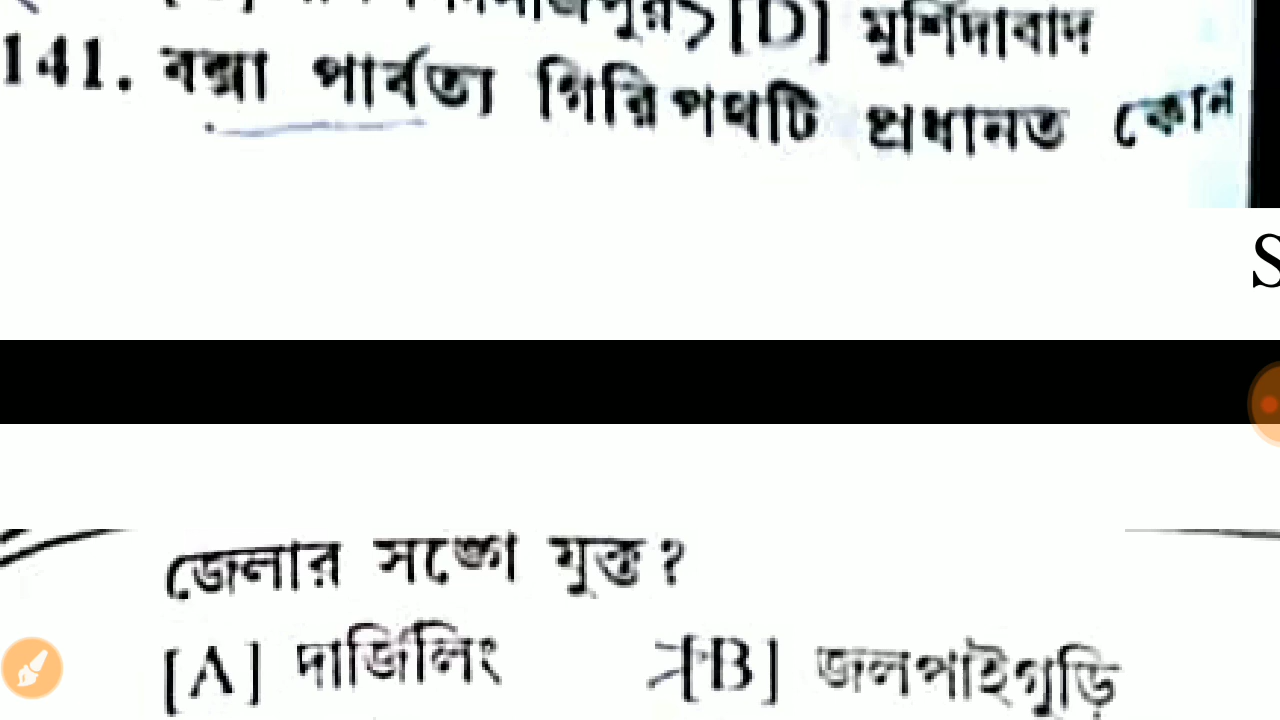 [D] মুর্শিদাবাদ
141. বক্সা পার্বত্য গিরিপথটি প্রধানত কোন
S
জেলার সঙ্গে যুক্ত?
[A] দার্জিলিং [B] জলপাইগুড়ি